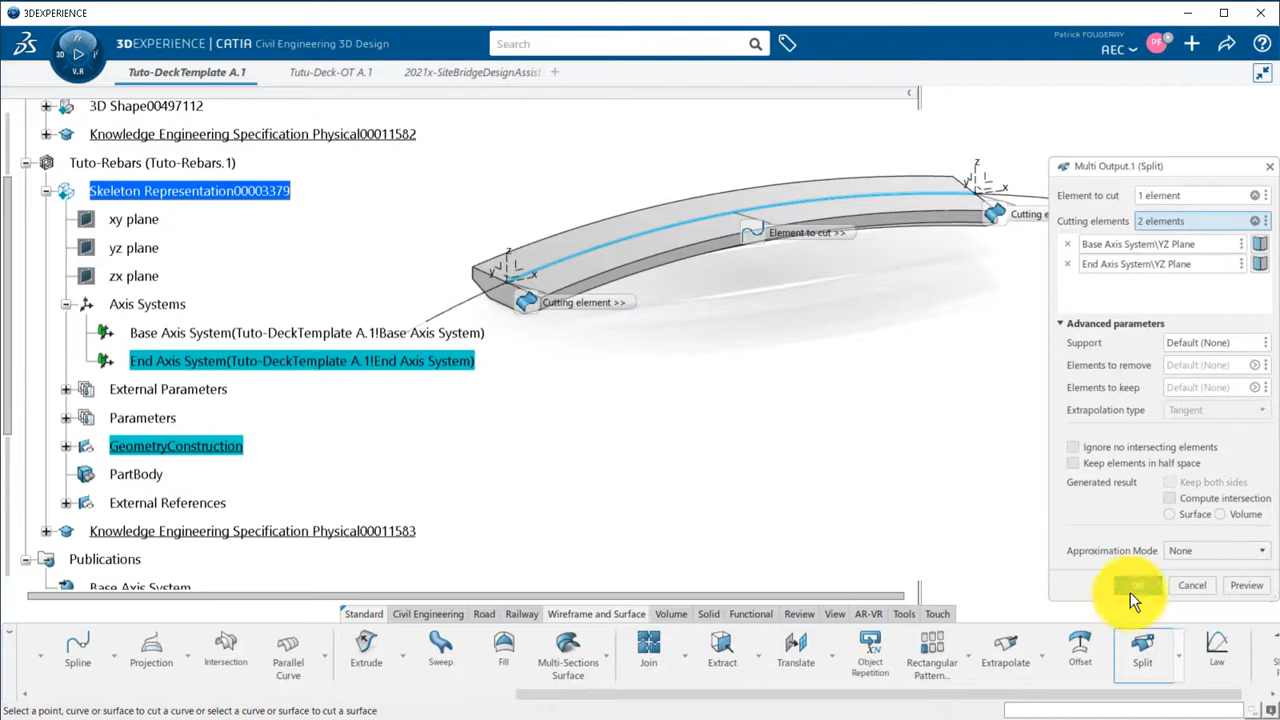 3DEXPERIENCE
3DEXPERIENCE | CATIA Civil Engineering 3D Design
Search
Patrick FOUGERAY
AEC
PF
3D
V.R
Tuto-DeckTemplate A.1
Tutu-Deck-OT A.1
2021x-SiteBridgeDesignAssist
3D Shape00497112
Knowledge Engineering Specification Physical00011582
Tuto-Rebars (Tuto-Rebars.1)
Skeleton Representation00003379
xy plane
yz plane
zx plane
Axis Systems
Base Axis System(Tuto-DeckTemplate A.1!Base Axis System)
End Axis System(Tuto-DeckTemplate A.1!End Axis System)
External Parameters
Parameters
GeometryConstruction
PartBody
External References
Knowledge Engineering Specification Physical00011583
Publications
Base Axis System
z
y
x
Cutting element >>
Element to cut >>
z
y
x
Cutting e
Multi Output.1 (Split)
Element to cut 1 element
Cutting elements 2 elements
Base Axis System\YZ Plane
End Axis System\YZ Plane
Advanced parameters
Support Default (None)
Elements to remove Default (None)
Elements to keep Default (None)
Extrapolation type Tangent
Ignore no intersecting elements
Keep elements in half space
Generated result Keep both sides
Compute intersection
Surface Volume
Approximation Mode None
OK Cancel Preview
Standard Civil Engineering Road Railway Wireframe and Surface Volume Solid Functional Review View AR-VR Tools Touch
Spline
Projection
Intersection
Parallel Curve
Extrude
Sweep
Fill
Multi-Sections Surface
Join
Extract
Translate
Object Repetition
Rectangular Pattern...
Extrapolate
Offset
Split
Law
Select a point, curve or surface to cut a curve or select a curve or surface to cut a surface